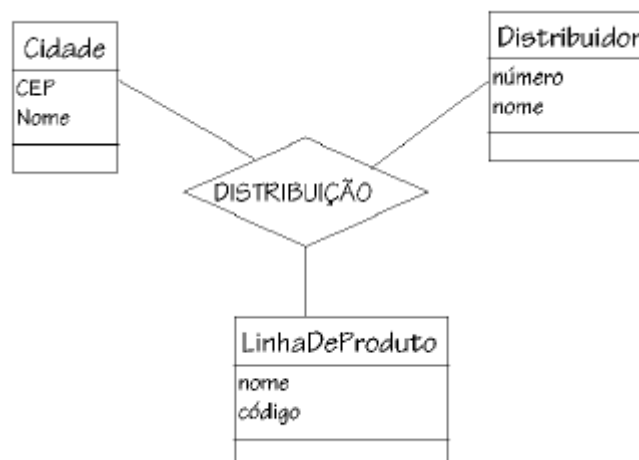 Cidade
CEP
Nome
Distribuidor
número
nome
DISTRIBUIÇÃO
LinhaDeProduto
nome
código